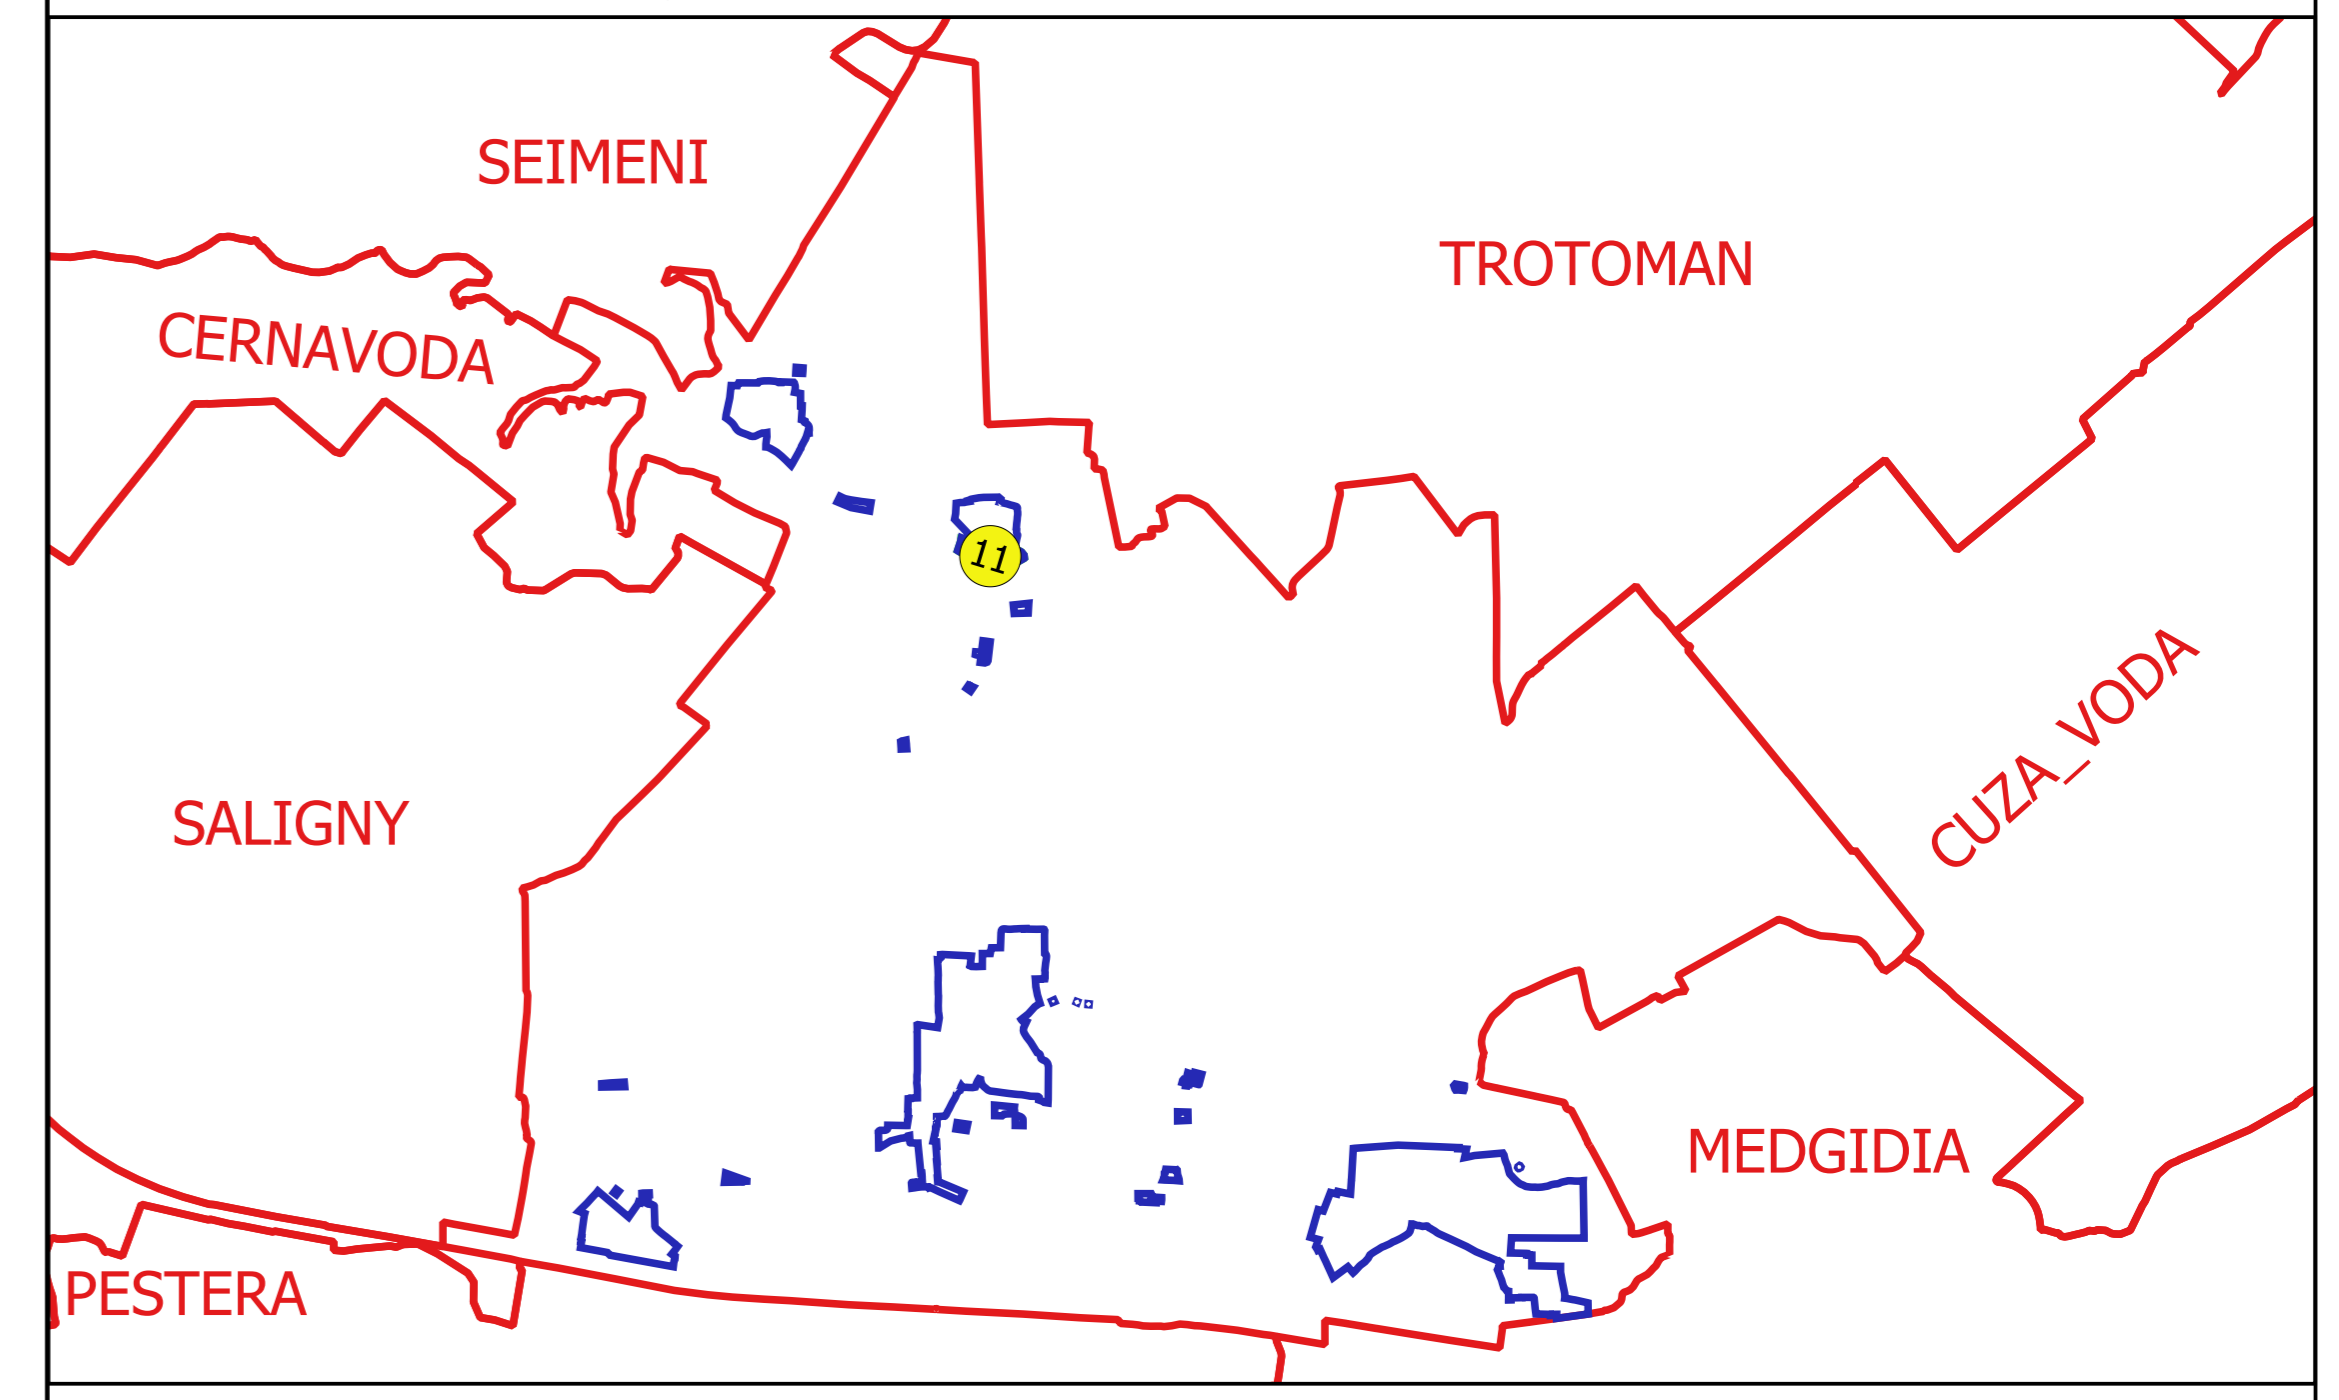 SEIMENI
TROTOMAN
CERNAVODA
11
CUZA_VODA
SALIGNY
MEDGIDIA
PESTERA